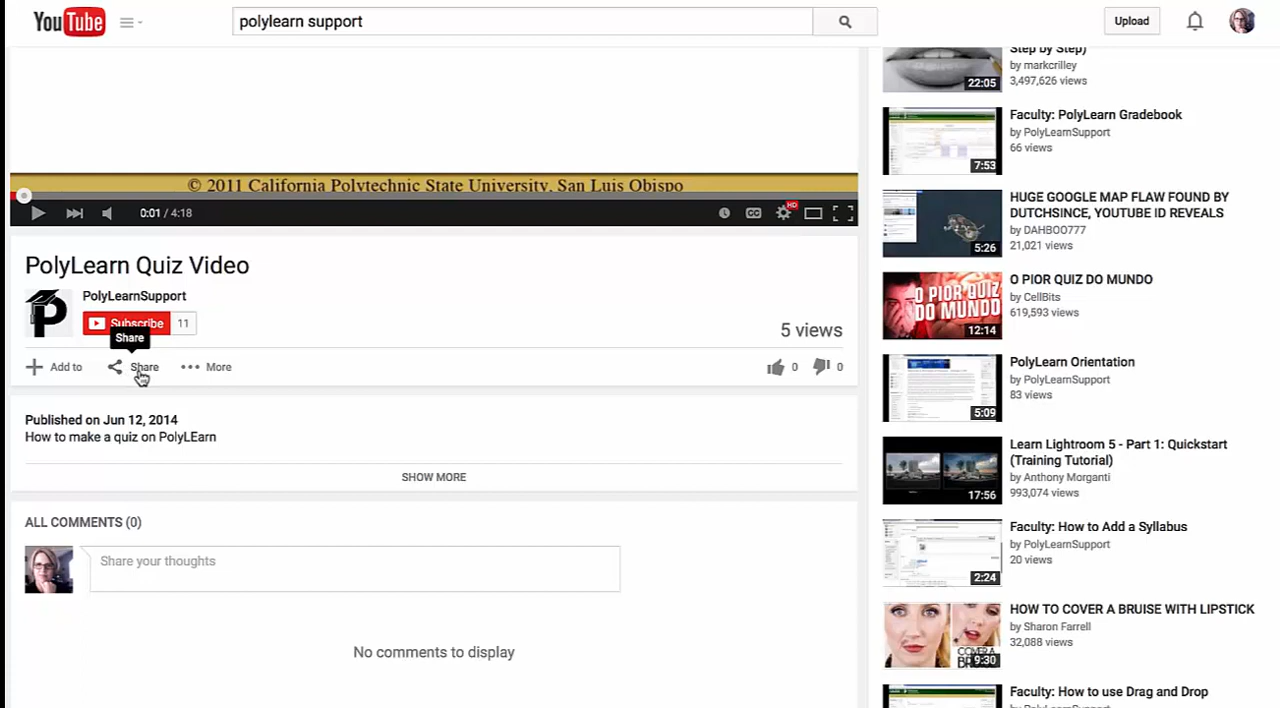 YouTube
polylearn support
Upload
© 2011 California Polytechnic State University, San Luis Obispo
0:01 / 4:18
CC
HD
PolyLearn Quiz Video
PolyLearnSupport
Subscribe
11
Share
5 views
Add to
Share
More
0
0
Published on Jun 12, 2014
How to make a quiz on PolyLEarn
SHOW MORE
ALL COMMENTS (0)
Share your thoughts
No comments to display
Step by Step)
by markcrilley
3,497,626 views
22:05
Faculty: PolyLearn Gradebook
by PolyLearnSupport
66 views
7:53
HUGE GOOGLE MAP FLAW FOUND BY
DUTCHSINCE, YOUTUBE ID REVEALS
by DAHBOO777
21,021 views
5:26
O PIOR QUIZ DO MUNDO
by CellBits
619,593 views
O PIOR QUIZ
DO MUNDO
12:14
PolyLearn Orientation
by PolyLearnSupport
83 views
5:09
Learn Lightroom 5 - Part 1: Quickstart
(Training Tutorial)
by Anthony Morganti
993,074 views
17:56
Faculty: How to Add a Syllabus
by PolyLearnSupport
20 views
2:24
HOW TO COVER A BRUISE WITH LIPSTICK
by Sharon Farrell
32,088 views
9:30
Faculty: How to use Drag and Drop
by PolyLearnSupport